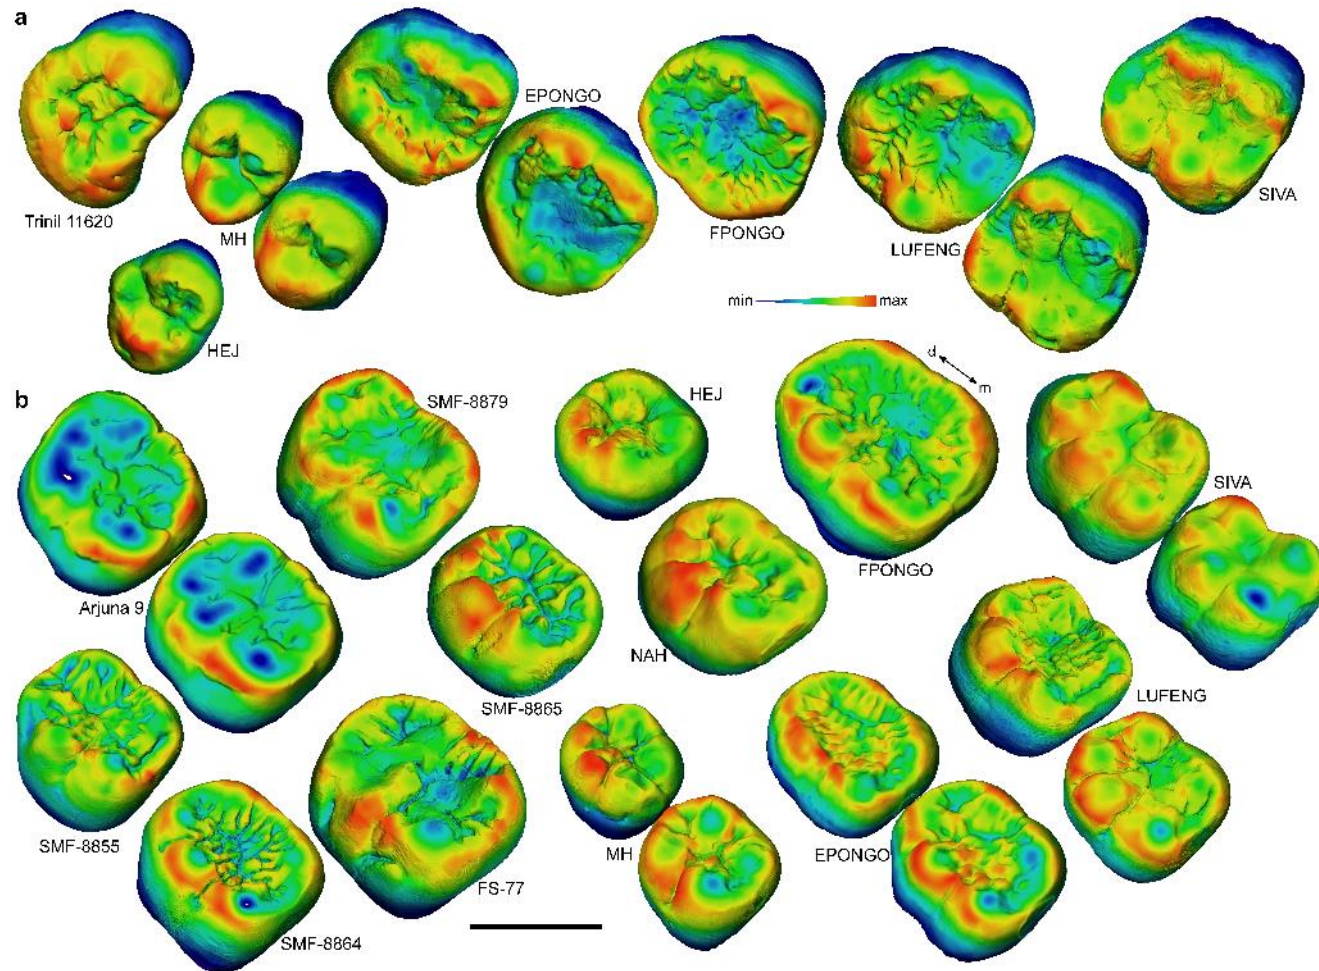 a
EPONGO
Trinil 11620
MH
FPONGO
LUFENG
SIVA
min max
HEJ
d
m
b
SMF-8879
HEJ
SIVA
Arjuna 9
FPONGO
NAH
SMF-8865
LUFENG
SMF-8855
MH
EPONGO
FS-77
SMF-8864